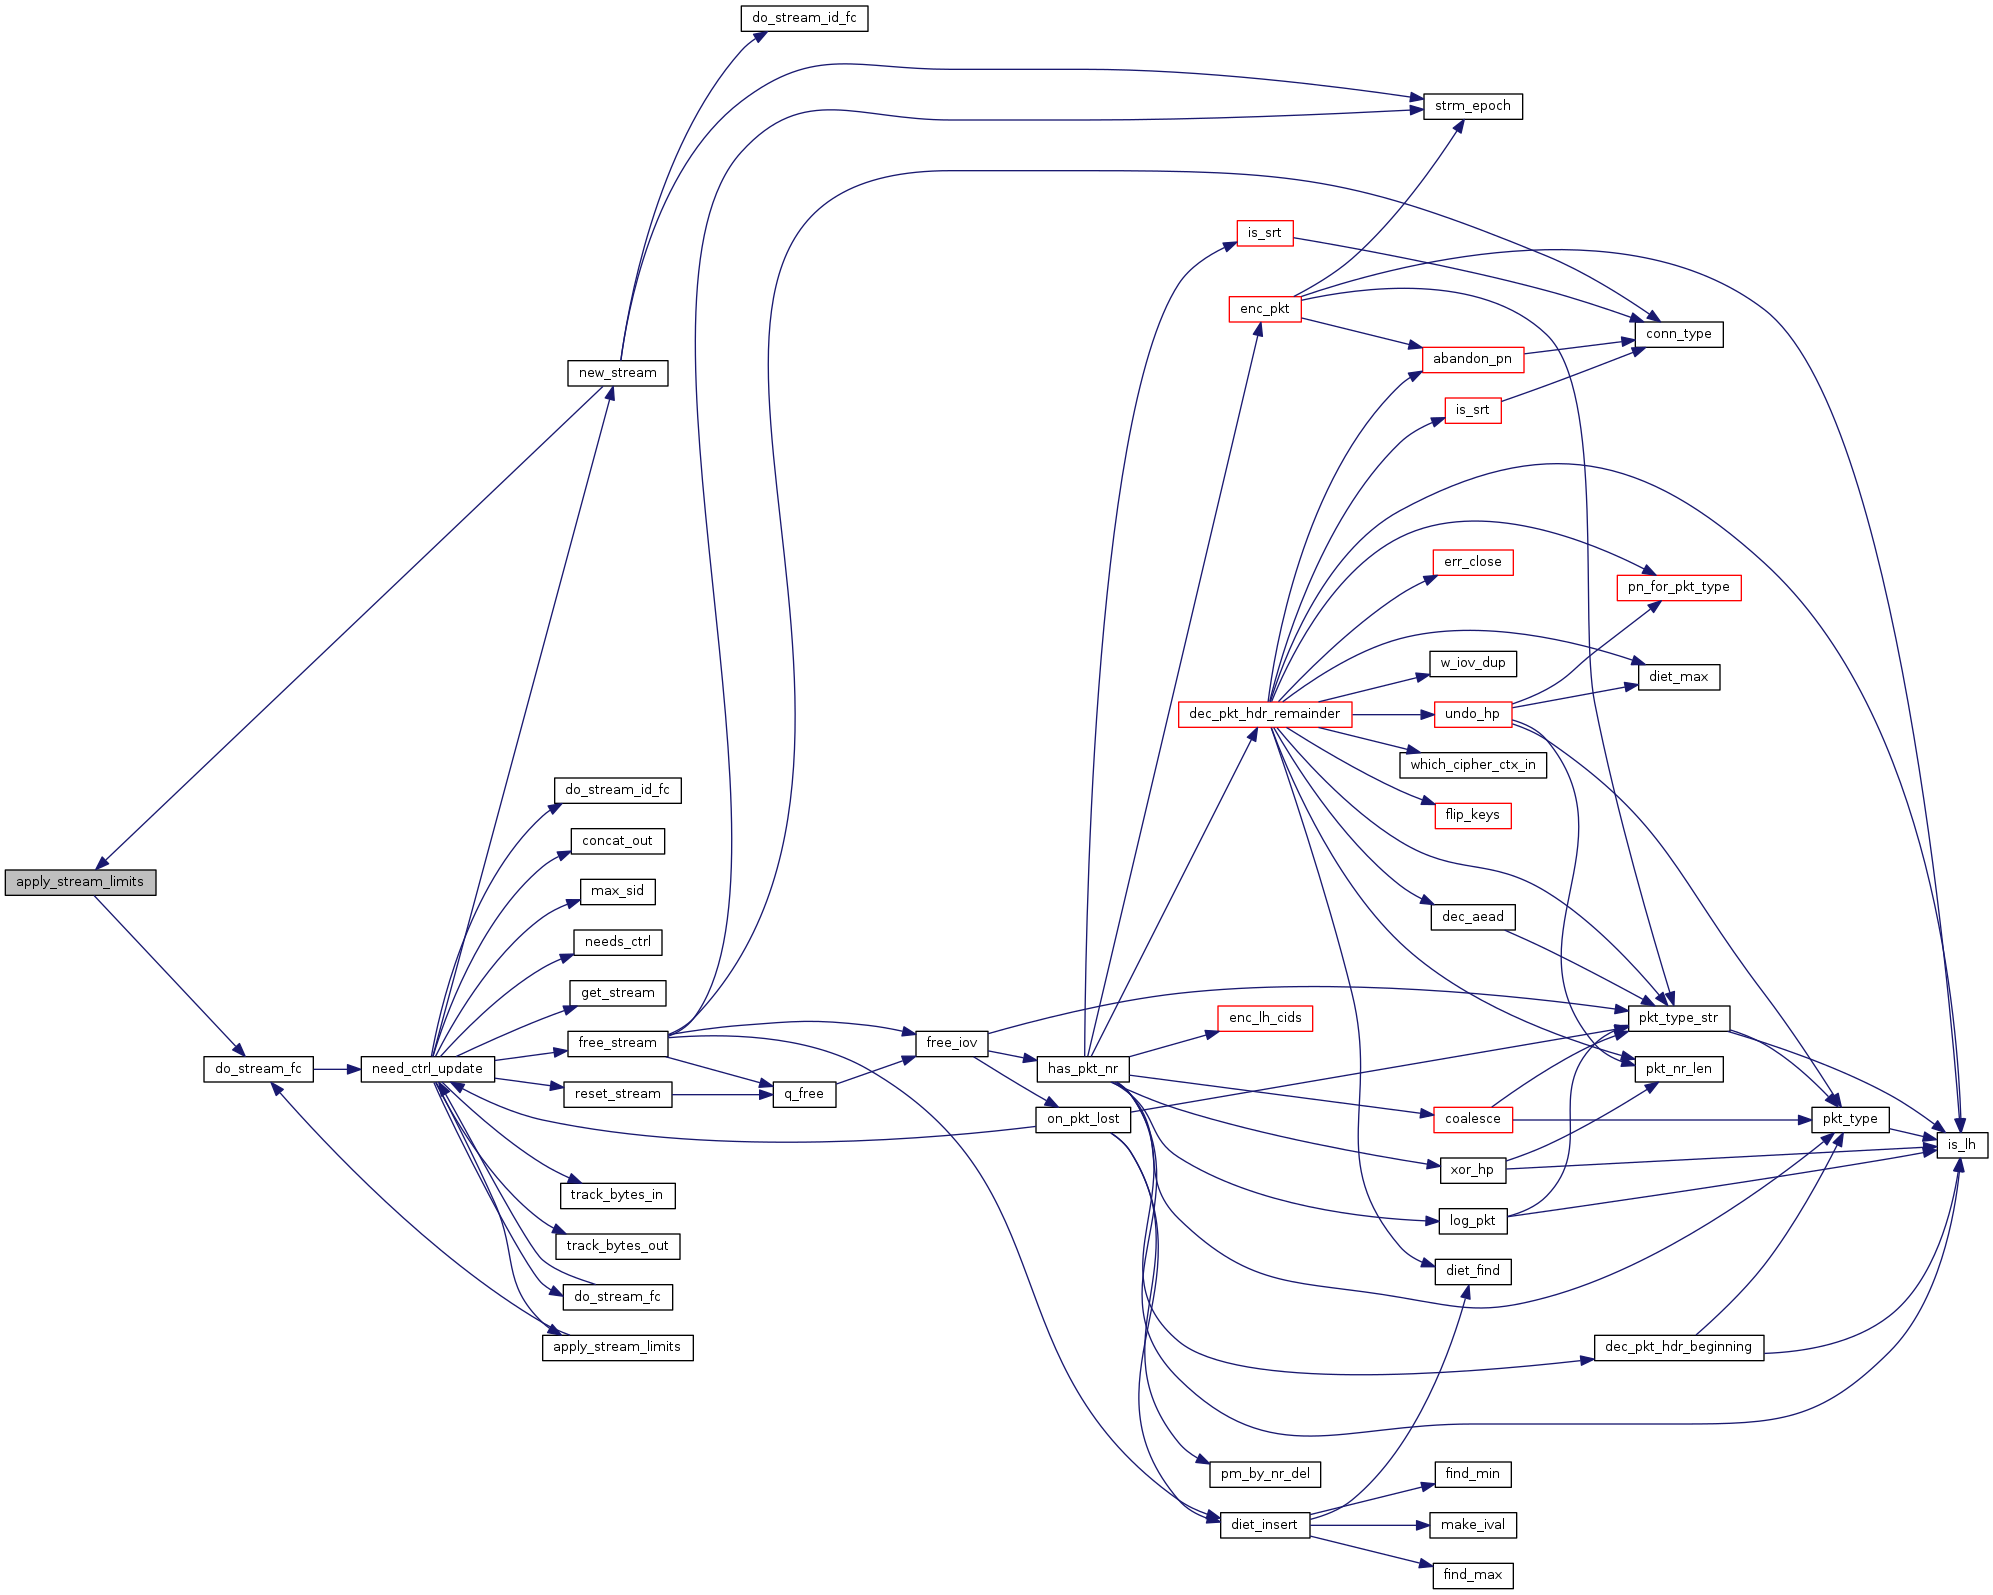 do_stream_id_fc
strm_epoch
is_srt
enc_pkt
conn_type
abandon_pn
new_stream
is_srt
err_close
pn_for_pkt_type
w_iov_dup
diet_max
dec_pkt_hdr_remainder
undo_hp
which_cipher_ctx_in
do_stream_id_fc
flip_keys
concat_out
apply_stream_limits
max_sid
dec_aead
needs_ctrl
get_stream
enc_lh_cids
pkt_type_str
free_stream
free_iov
do_stream_fc
need_ctrl_update
has_pkt_nr
pkt_nr_len
reset_stream
q_free
on_pkt_lost
coalesce
pkt_type
is_lh
xor_hp
track_bytes_in
log_pkt
track_bytes_out
diet_find
do_stream_fc
apply_stream_limits
dec_pkt_hdr_beginning
pm_by_nr_del
find_min
diet_insert
make_ival
find_max